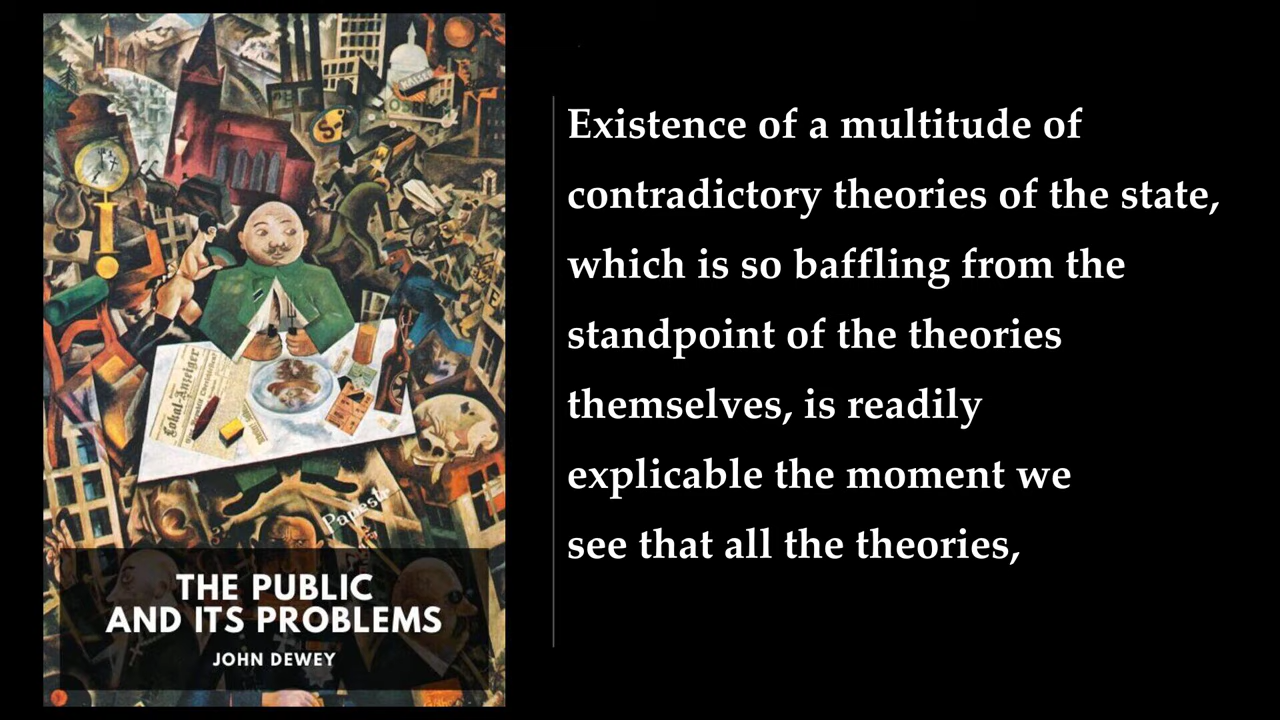 Existence of a multitude of
contradictory theories of the state,
which is so baffling from the
standpoint of the theories
themselves, is readily
explicable the moment we
see that all the theories,
THE PUBLIC
AND ITS PROBLEMS
JOHN DEWEY
Lokal-Anzeiger